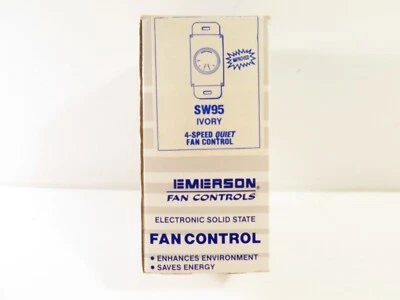 IMPROVED
SW95
IVORY
4-SPEED QUIET
FAN CONTROL
EMERSON®
FAN CONTROLS
ELECTRONIC SOLID STATE
FAN CONTROL
• ENHANCES ENVIRONMENT
• SAVES ENERGY